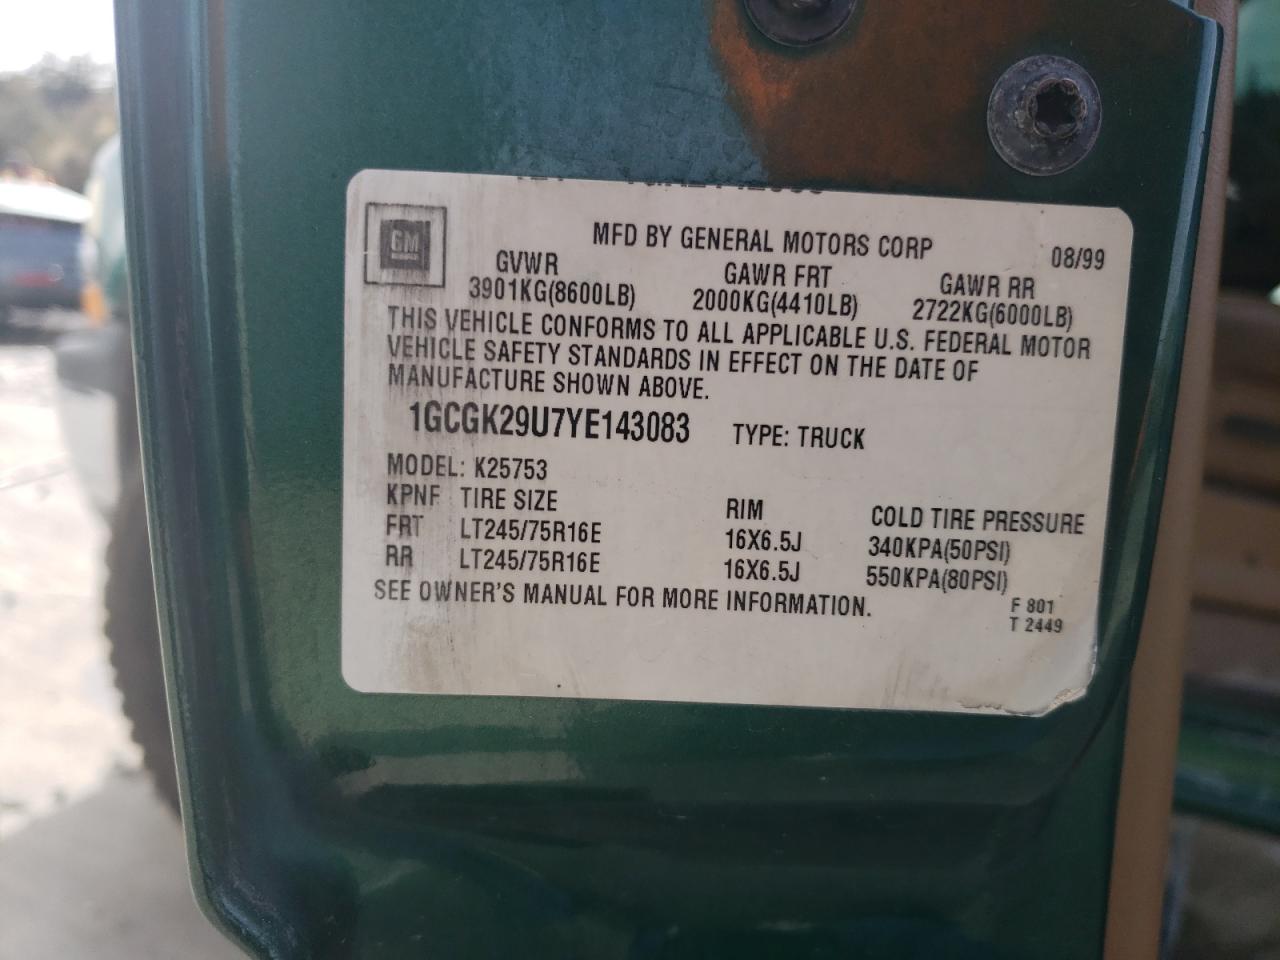 GM
MFD BY GENERAL MOTORS CORP 08/99
GVWR GAWR FRT GAWR RR
3901KG(8600LB) 2000KG(4410LB) 2722KG(6000LB)
THIS VEHICLE CONFORMS TO ALL APPLICABLE U.S. FEDERAL MOTOR
VEHICLE SAFETY STANDARDS IN EFFECT ON THE DATE OF
MANUFACTURE SHOWN ABOVE.
1GCGK29U7YE143083 TYPE: TRUCK
MODEL: K25753
KPNF TIRE SIZE RIM COLD TIRE PRESSURE
FRT LT245/75R16E 16X6.5J 340KPA(50PSI)
RR LT245/75R16E 16X6.5J 550KPA(80PSI)
SEE OWNER'S MANUAL FOR MORE INFORMATION.
F 801
T 2449